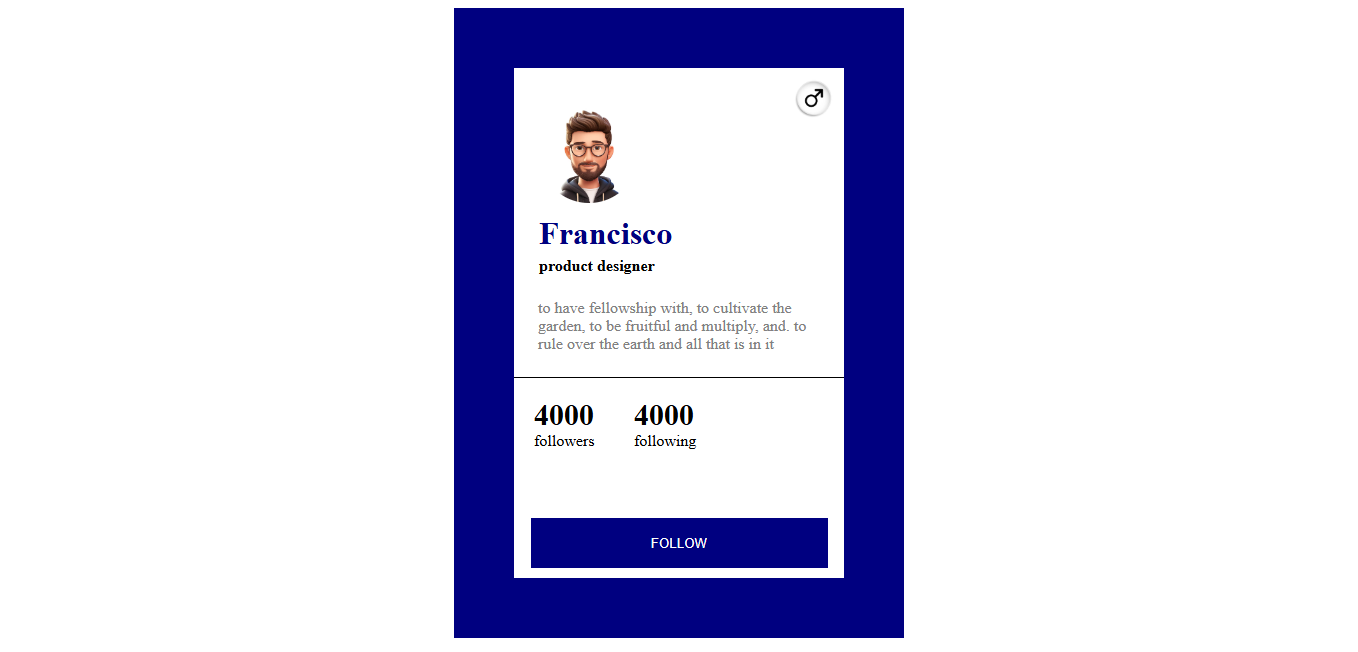 Francisco
product designer
to have fellowship with, to cultivate the
garden, to be fruitful and multiply, and. to
rule over the earth and all that is in it
4000 4000
followers following
FOLLOW